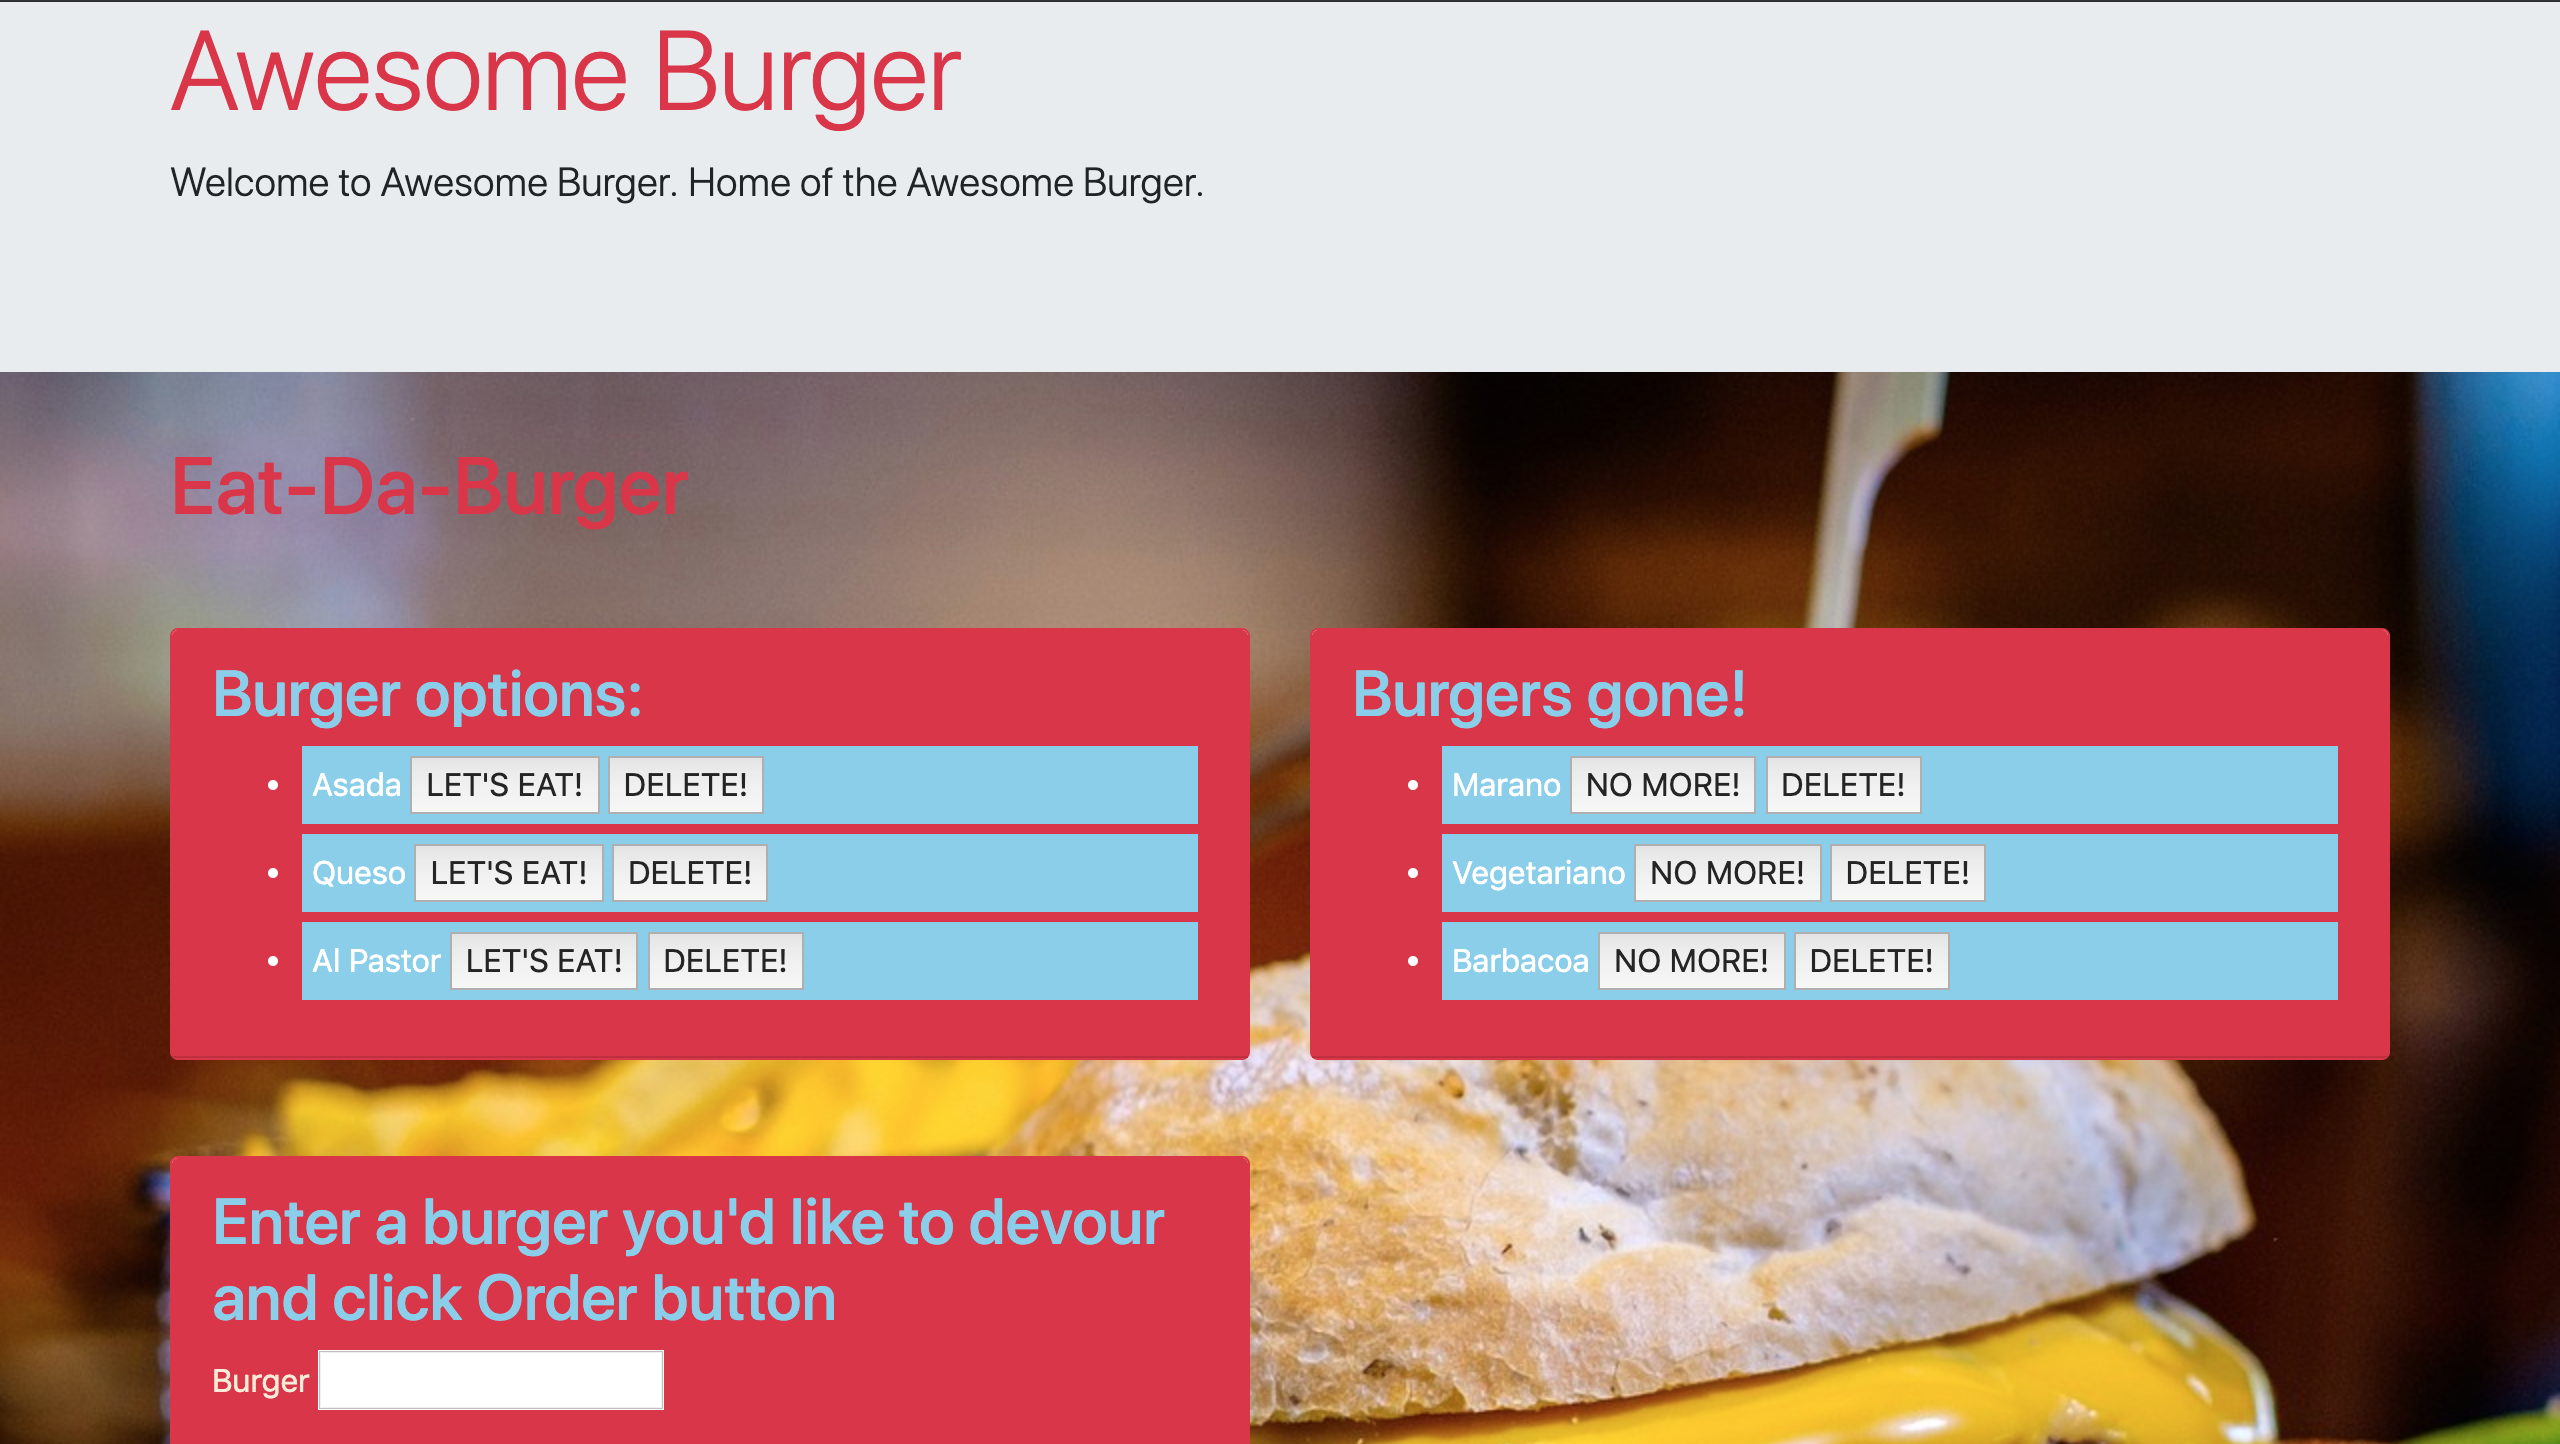 Awesome Burger
Welcome to Awesome Burger. Home of the Awesome Burger.
Eat-Da-Burger
Burger options:
Asada LET'S EAT! DELETE!
Queso LET'S EAT! DELETE!
Al Pastor LET'S EAT! DELETE!
Burgers gone!
Marano NO MORE! DELETE!
Vegetariano NO MORE! DELETE!
Barbacoa NO MORE! DELETE!
Enter a burger you'd like to devour
and click Order button
Burger